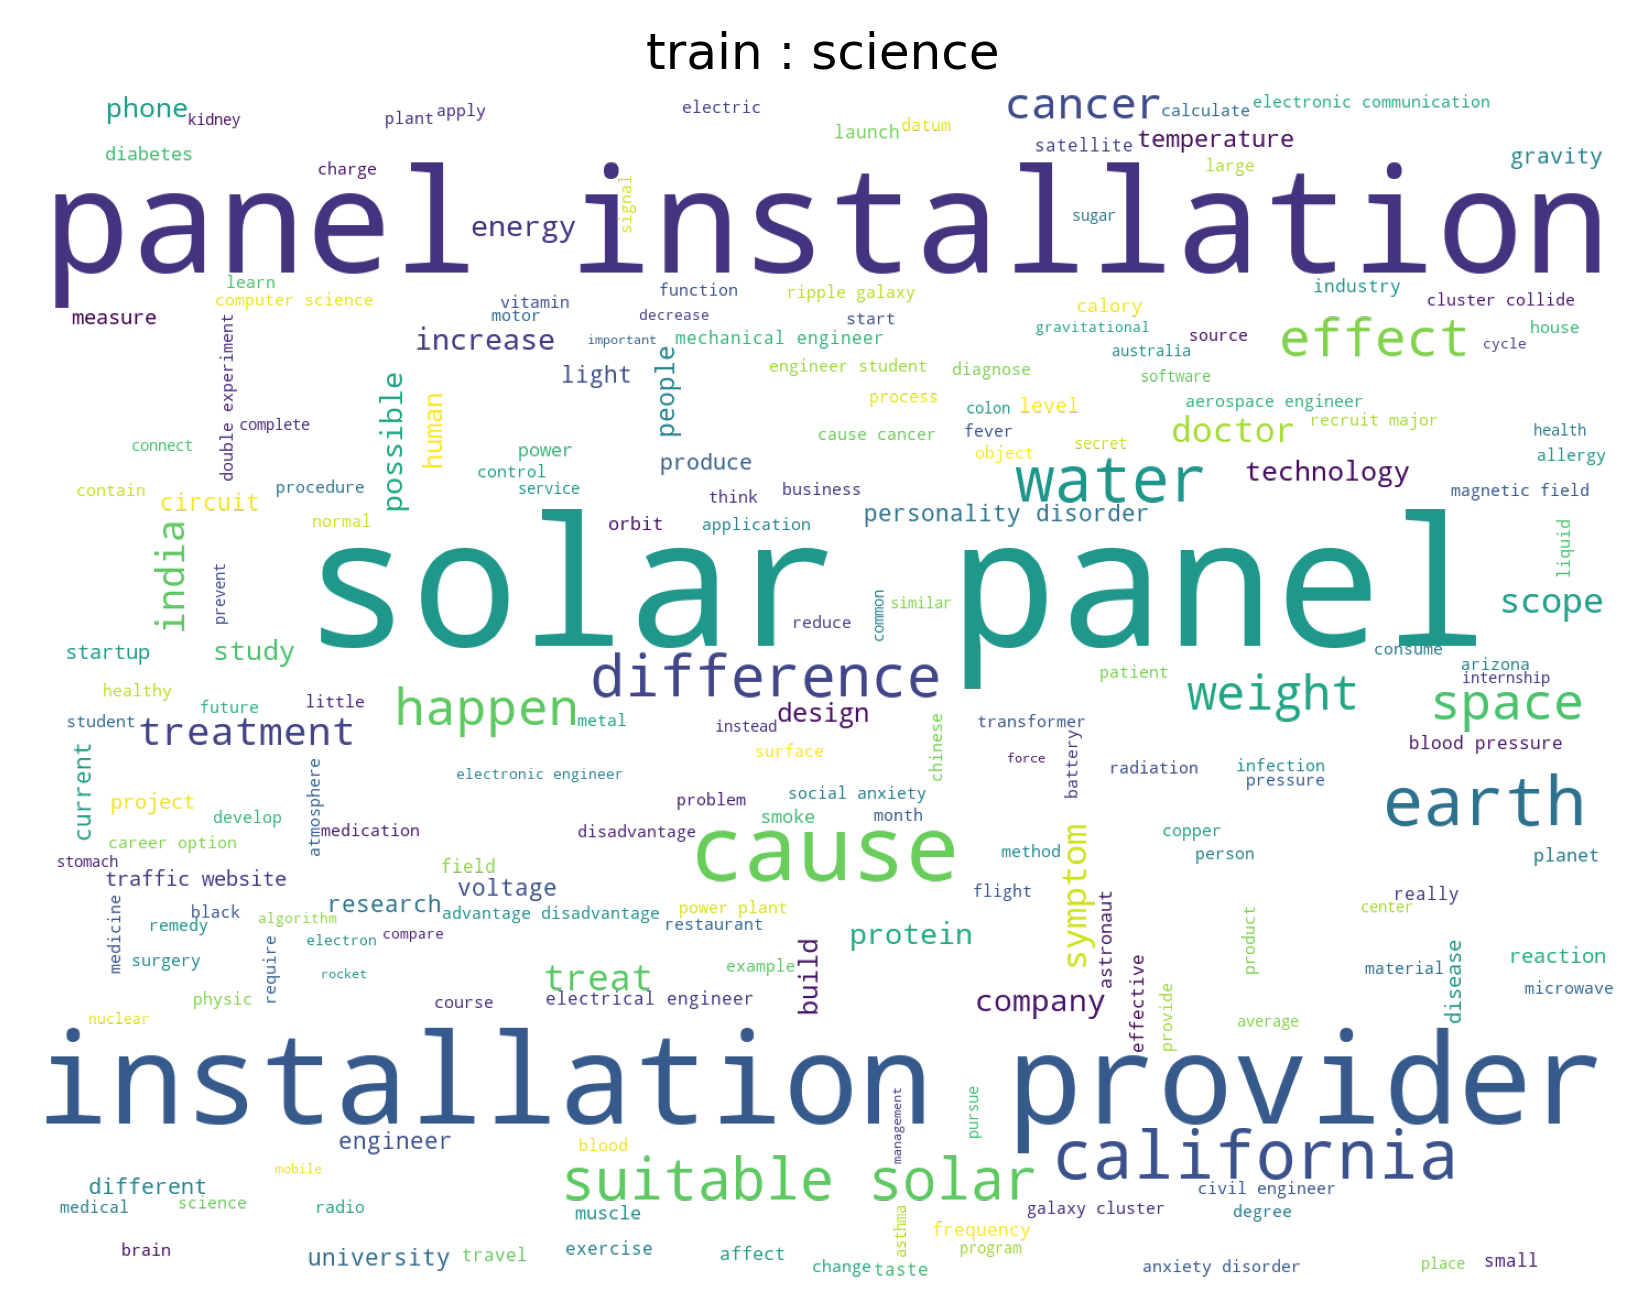 train : science
phone
kidney
plant
apply
electric
launch
datum
cancer
calculate
electronic communication
satellite
temperature
large
gravity
diabetes
charge
panel installation
energy
signal
sugar
learn
computer science
measure
vitamin
motor
function
decrease
ripple galaxy
start
calory
industry
cluster collide
increase
important
mechanical engineer
gravitational
australia
source
effect
house
cycle
double experiment
light
people
engineer student
diagnose
software
possible
human
process
colon
level
aerospace engineer
complete
connect
power
cause cancer
fever
secret
doctor
recruit major
health
allergy
control
service
produce
think
business
object
water
technology
magnetic field
contain
circuit
procedure
normal
orbit
application
personality disorder
india
prevent
solar panel
liquid
reduce
common
similar
scope
startup
study
difference
consume
arizona
internship
patient
healthy
future
little
student
happen
metal
instead
design
weight
space
treatment
surface
chinese
transformer
battery
force
blood pressure
current
atmosphere
electronic engineer
radiation
infection
pressure
project
develop
problem
social anxiety
smoke
month
earth
career option
medication
disadvantage
cause
symptom
copper
person
method
planet
stomach
traffic website
field
voltage
flight
really
medicine
black
remedy
algorithm
research
advantage disadvantage
power plant
restaurant
astronaut
center
electron
compare
surgery
require
rocket
protein
product
treat
example
build
material
disease
reaction
microwave
physic
course
electrical engineer
company
effective
provide
average
nuclear
installation provider
management
pursue
engineer
blood
california
mobile
suitable solar
different
medical
science
radio
muscle
civil engineer
galaxy cluster
degree
asthma
frequency
brain
university
travel
exercise
affect
program
change
taste
anxiety disorder
place
small